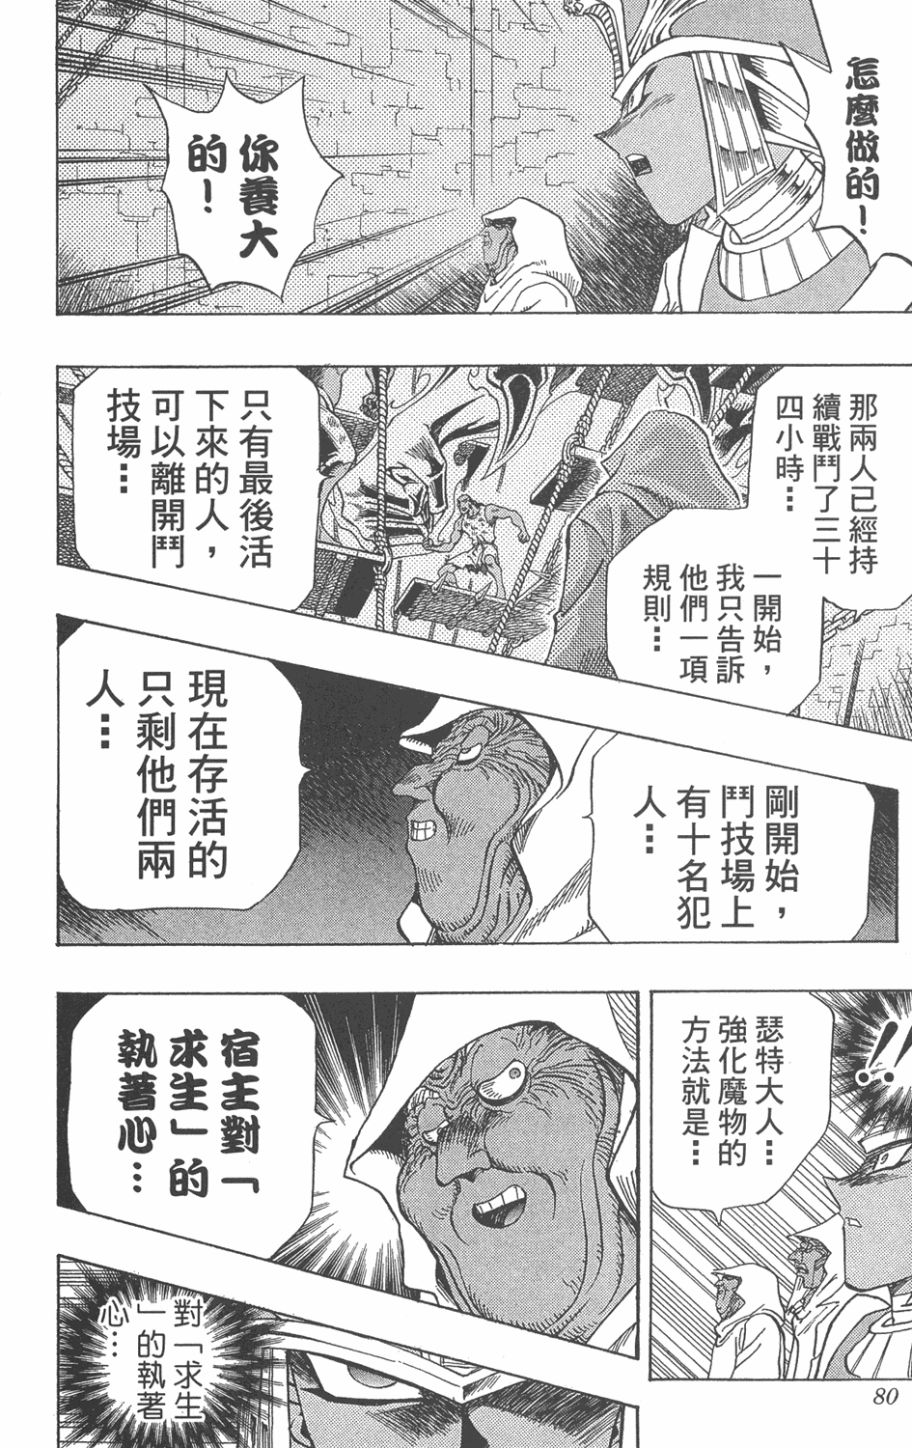 怎麼做的！
你養大
的！
那兩人已經持
續戰鬥了三十
四小時…
一開始，
我只告訴
他們一項
規則…
只有最後活
下來的人，
可以離開鬥
技場…
剛開始，
鬥技場上
有十名犯
人…
現在存活的
只剩他們兩
人…
!!
瑟特大人…
強化魔物的
方法就是…
宿主對「
求生」的
執著心…
對「求生
」的執著
心…
80